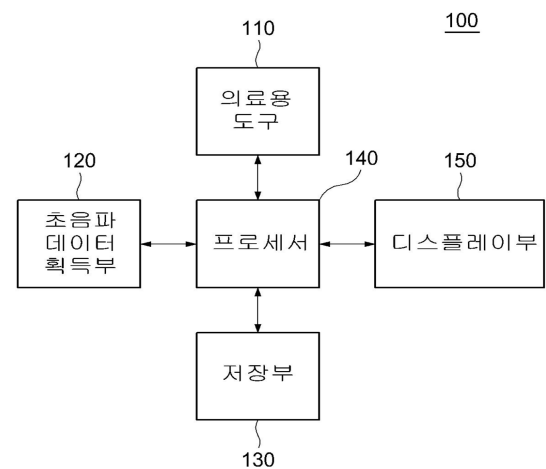 100
110
의료용
도구
120
140
150
초음파
데이터
획득부
프로세서
디스플레이부
저장부
130